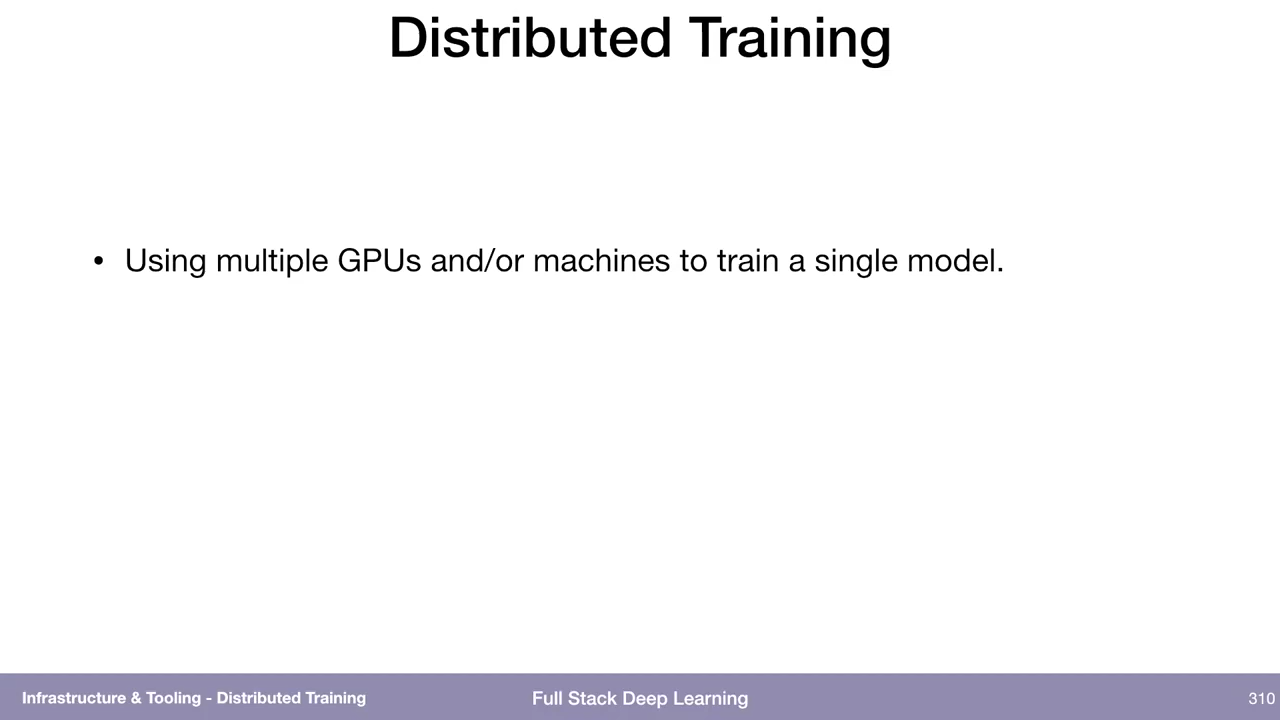 Distributed Training
• Using multiple GPUs and/or machines to train a single model.
Infrastructure & Tooling - Distributed Training
Full Stack Deep Learning
310